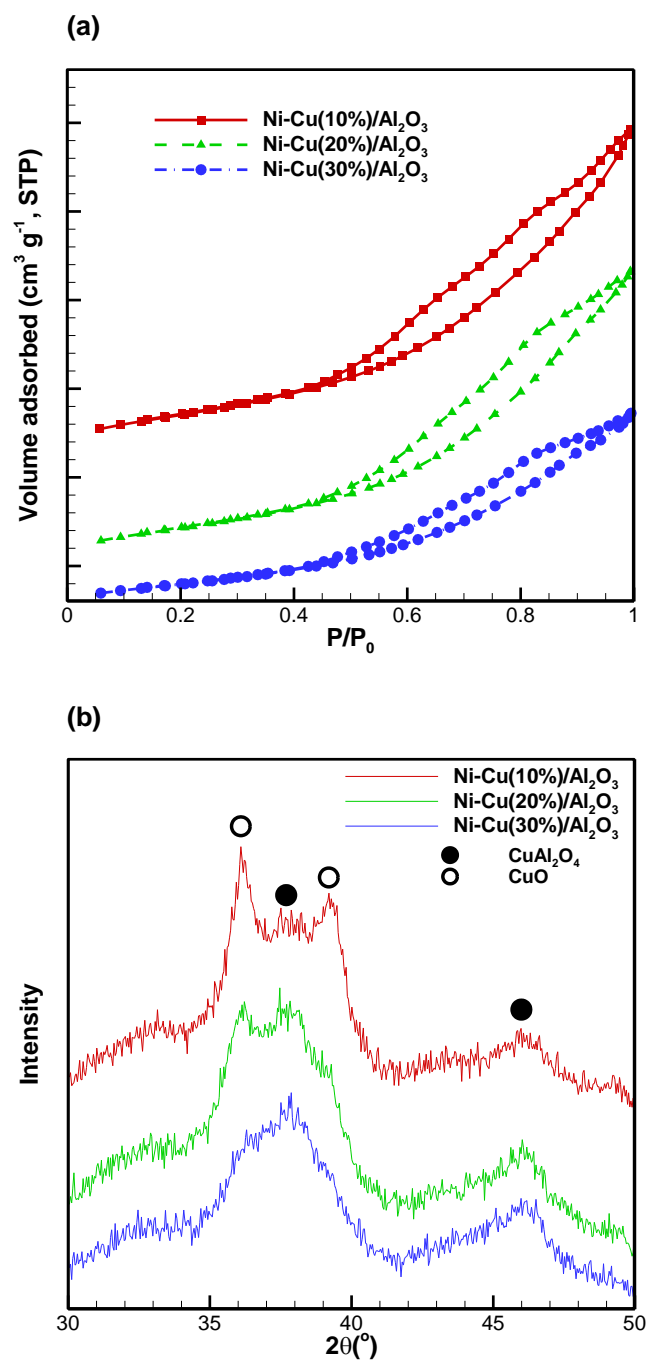 (a)
Ni-Cu(10%)/Al₂O₃
Ni-Cu(20%)/Al₂O₃
Ni-Cu(30%)/Al₂O₃
Volume adsorbed (cm³ g⁻¹, STP)
0 0.2 0.4 0.6 0.8 1
P/P₀
(b)
Ni-Cu(10%)/Al₂O₃
Ni-Cu(20%)/Al₂O₃
Ni-Cu(30%)/Al₂O₃
CuAl₂O₄
CuO
Intensity
30 35 40 45 50
2θ(°)